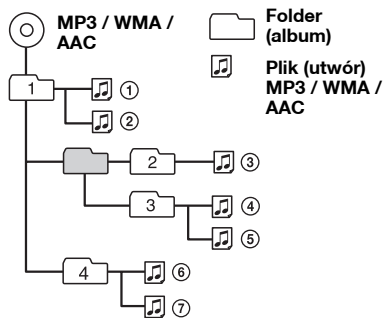 MP3 / WMA /
AAC
Folder
(album)
Plik (utwór)
MP3 / WMA /
AAC
1
①
②
2
③
3
④
⑤
4
⑥
⑦